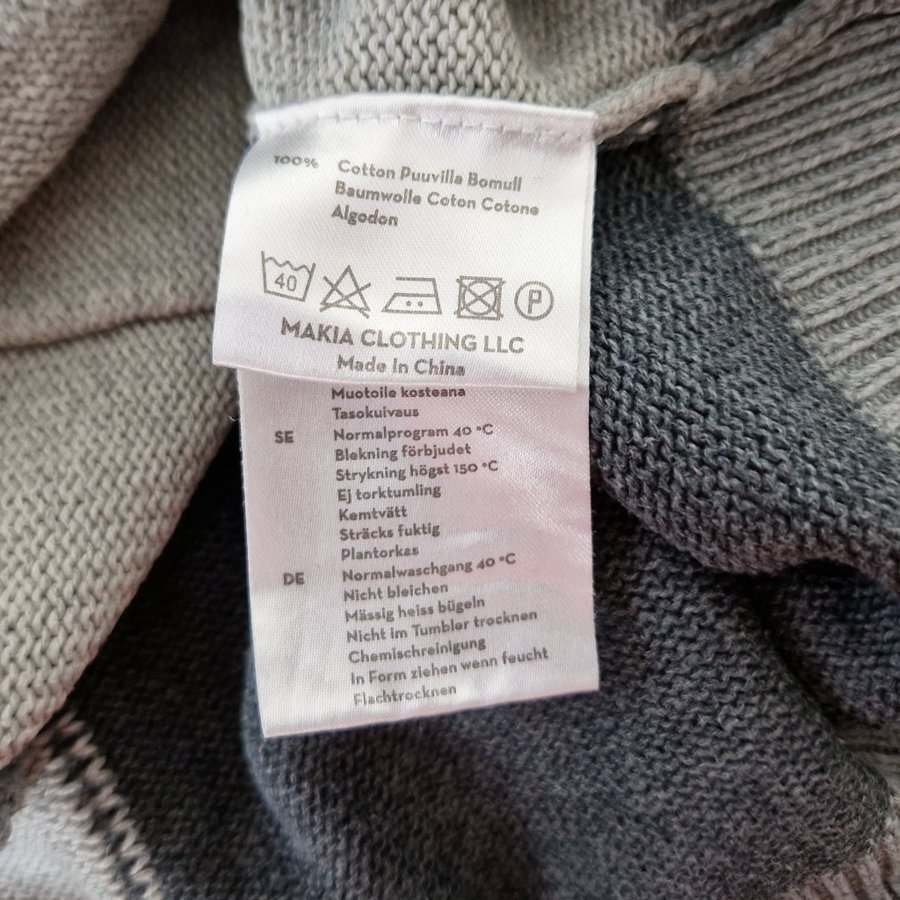 100% Cotton Puuvilla Bomull
Baumwolle Coton Cotone
Algodon
40 P
MAKIA CLOTHING LLC
Made In China
Muotoile kosteana
Tasokuivaus
SE Normalprogram 40 °C
Blekning förbjudet
Strykning högst 150 °C
Ej torktumling
Kemtvätt
Sträcks fuktig
Plantorkas
DE Normalwaschgang 40 °C
Nicht bleichen
Mässig heiss bügeln
Nicht im Tumbler trocknen
Chemischreinigung
In Form ziehen wenn feucht
Flachtrocknen